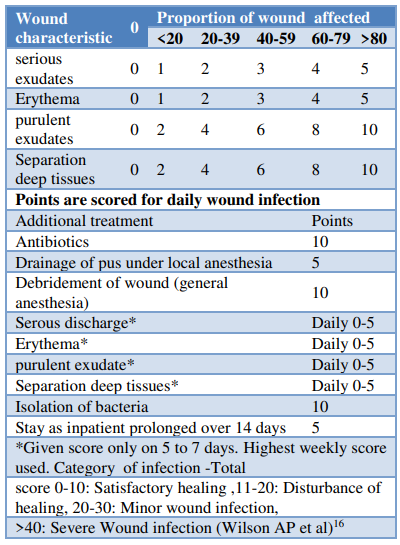 Wound characteristic 0 Proportion of wound affected
<20 20-39 40-59 60-79 >80
serious exudates 0 1 2 3 4 5
Erythema 0 1 2 3 4 5
purulent exudates 0 2 4 6 8 10
Separation deep tissues 0 2 4 6 8 10
Points are scored for daily wound infection
Additional treatment Points
Antibiotics 10
Drainage of pus under local anesthesia 5
Debridement of wound (general anesthesia) 10
Serous discharge* Daily 0-5
Erythema* Daily 0-5
purulent exudate* Daily 0-5
Separation deep tissues* Daily 0-5
Isolation of bacteria 10
Stay as inpatient prolonged over 14 days 5
*Given score only on 5 to 7 days. Highest weekly score
used. Category of infection -Total
score 0-10: Satisfactory healing ,11-20: Disturbance of
healing, 20-30: Minor wound infection,
>40: Severe Wound infection (Wilson AP et al)16